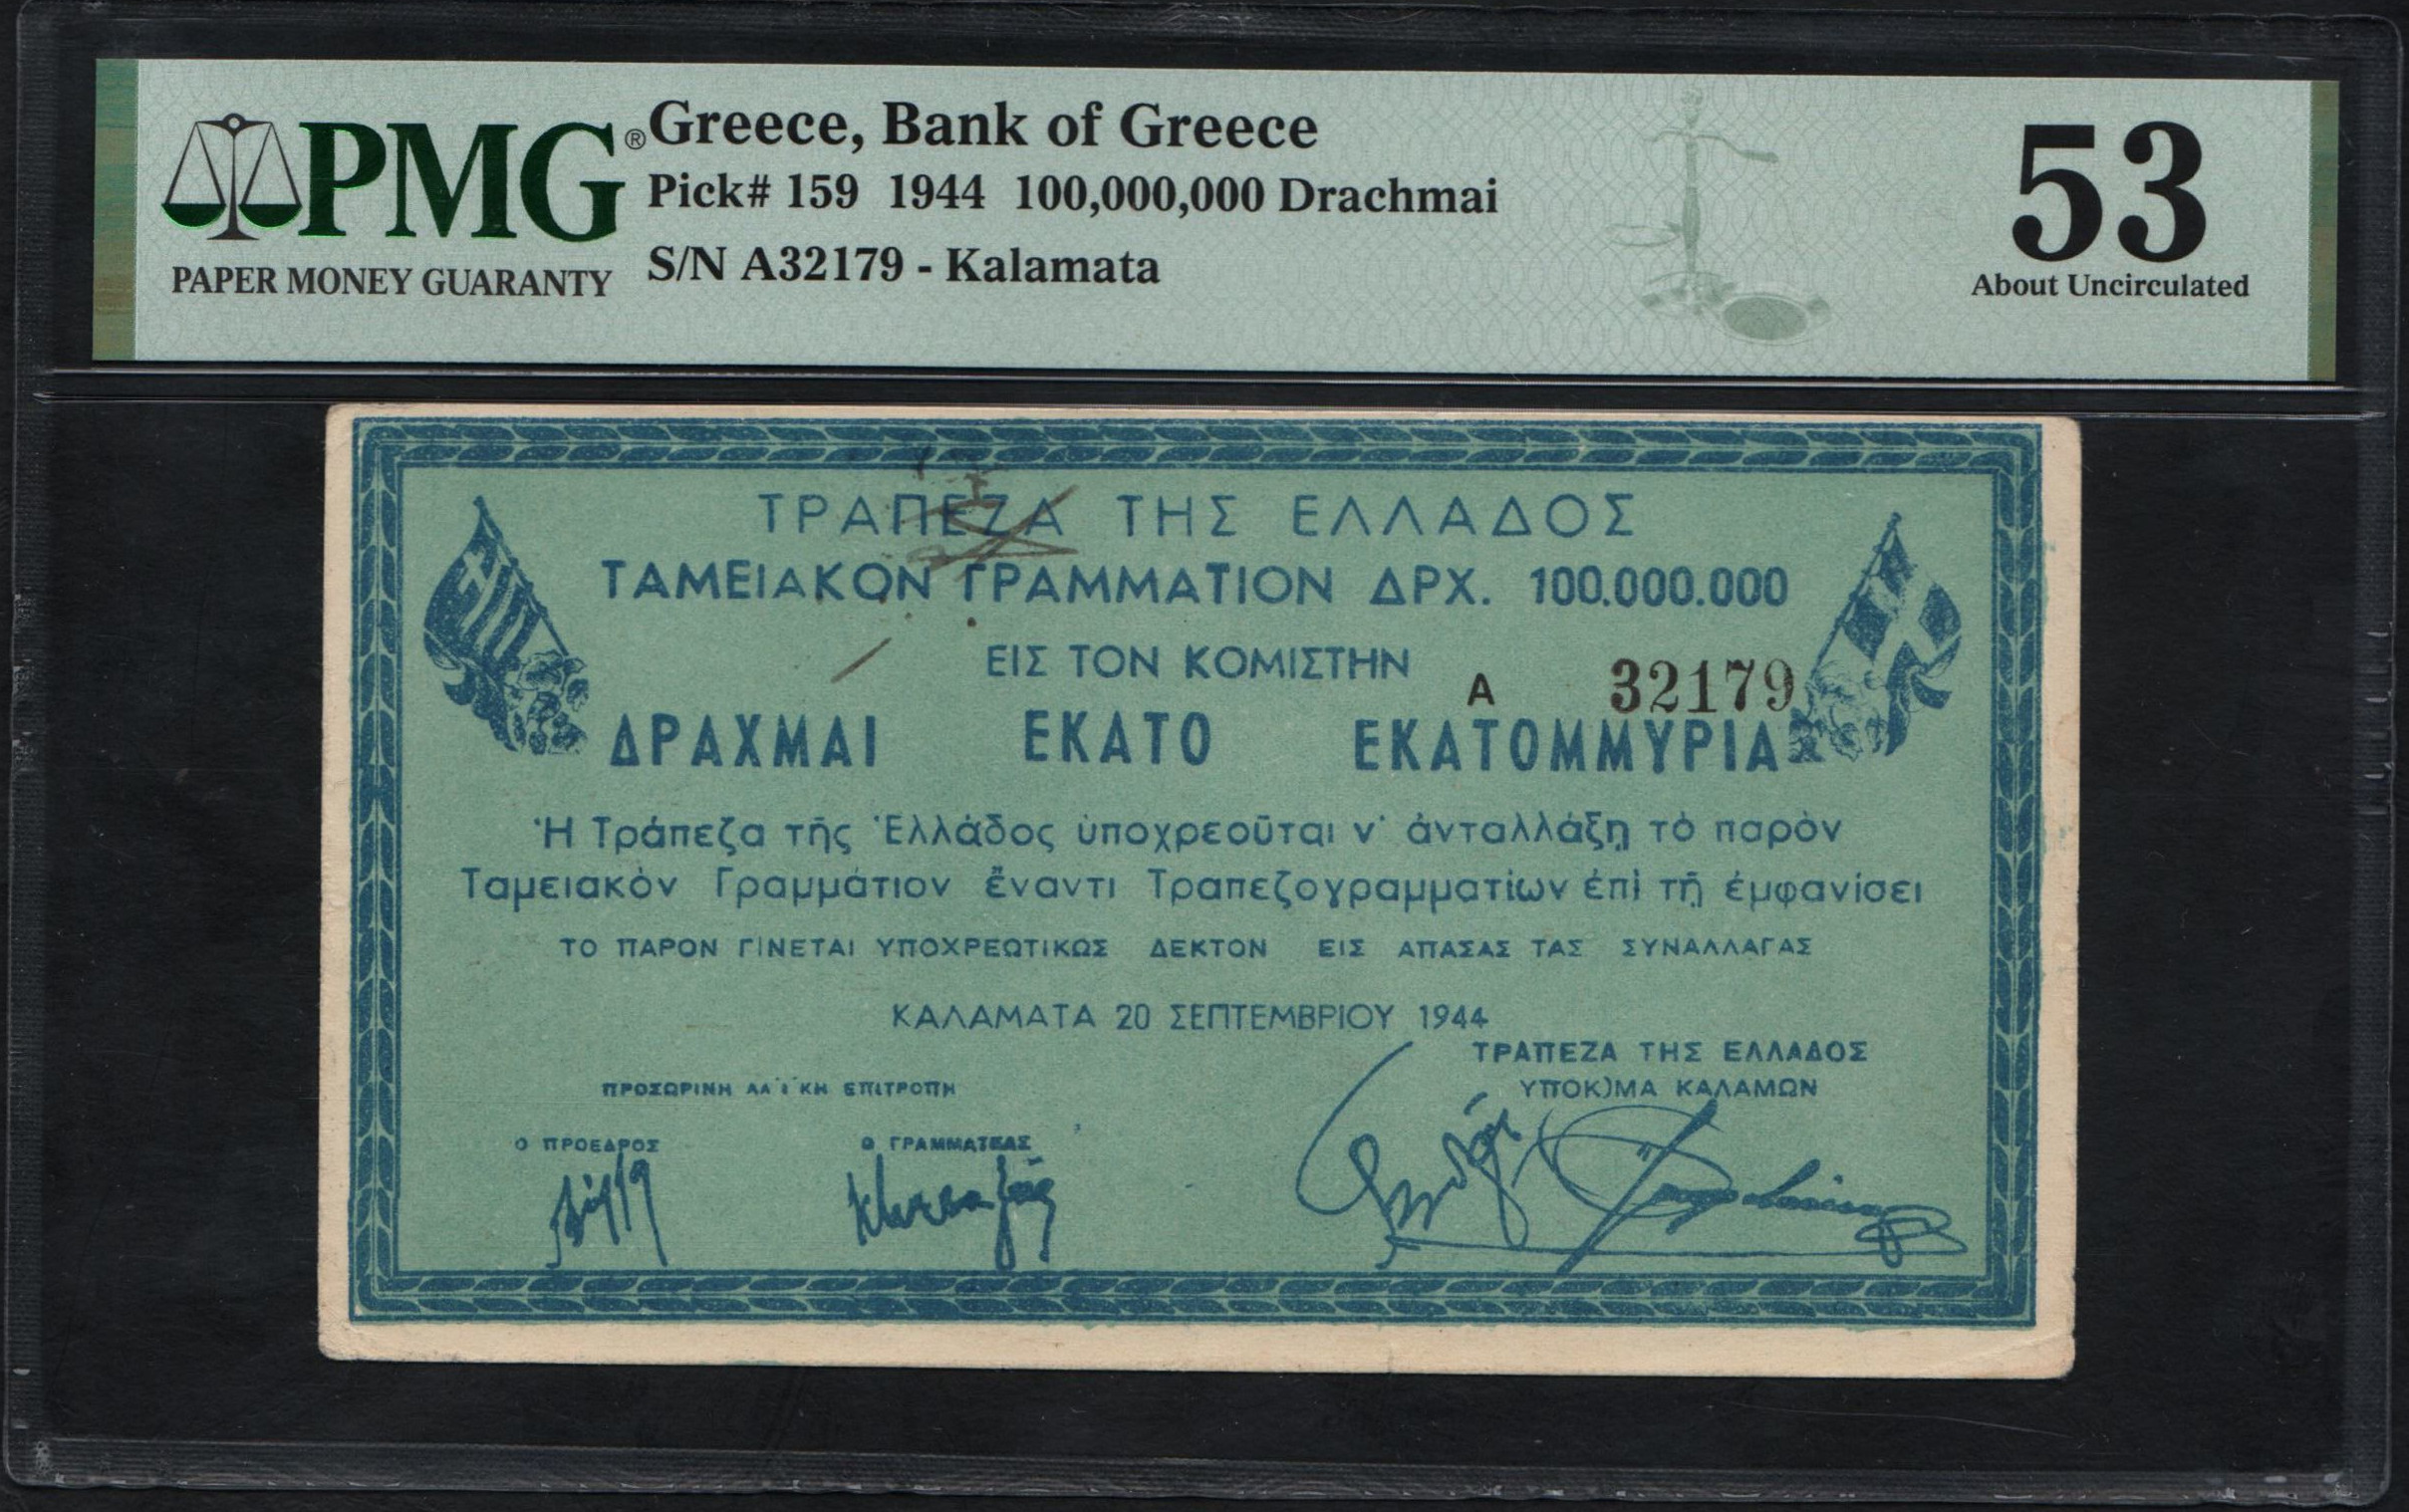 PMG®
PAPER MONEY GUARANTY
Greece, Bank of Greece
Pick# 159 1944 100,000,000 Drachmai
S/N A32179 - Kalamata
53
About Uncirculated
ΤΡΑΠΕΖΑ ΤΗΣ ΕΛΛΑΔΟΣ
ΤΑΜΕΙΑΚΟΝ ΓΡΑΜΜΑΤΙΟΝ ΔΡΧ. 100.000.000
ΕΙΣ ΤΟΝ ΚΟΜΙΣΤΗΝ
Α 32179
ΔΡΑΧΜΑΙ ΕΚΑΤΟ ΕΚΑΤΟΜΜΥΡΙΑ
Ἡ Τράπεζα τῆς Ἑλλάδος ὑποχρεοῦται ν' ἀνταλλάξῃ τὸ παρὸν
Ταμειακὸν Γραμμάτιον ἔναντι Τραπεζογραμματίων ἐπὶ τῇ ἐμφανίσει
ΤΟ ΠΑΡΟΝ ΓΙΝΕΤΑΙ ΥΠΟΧΡΕΩΤΙΚΩΣ ΔΕΚΤΟΝ ΕΙΣ ΑΠΑΣΑΣ ΤΑΣ ΣΥΝΑΛΛΑΓΑΣ
ΚΑΛΑΜΑΤΑ 20 ΣΕΠΤΕΜΒΡΙΟΥ 1944
ΤΡΑΠΕΖΑ ΤΗΣ ΕΛΛΑΔΟΣ
ΥΠΟΚ)ΜΑ ΚΑΛΑΜΩΝ
ΠΡΟΣΩΡΙΝΗ ΛΑΪΚΗ ΕΠΙΤΡΟΠΗ
Ο ΠΡΟΕΔΡΟΣ Ο ΓΡΑΜΜΑΤΕΑΣ